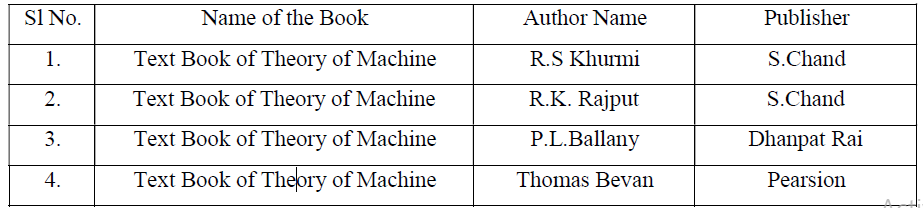 Sl No. Name of the Book Author Name Publisher
1. Text Book of Theory of Machine R.S Khurmi S.Chand
2. Text Book of Theory of Machine R.K. Rajput S.Chand
3. Text Book of Theory of Machine P.L.Ballany Dhanpat Rai
4. Text Book of Theory of Machine Thomas Bevan Pearsion